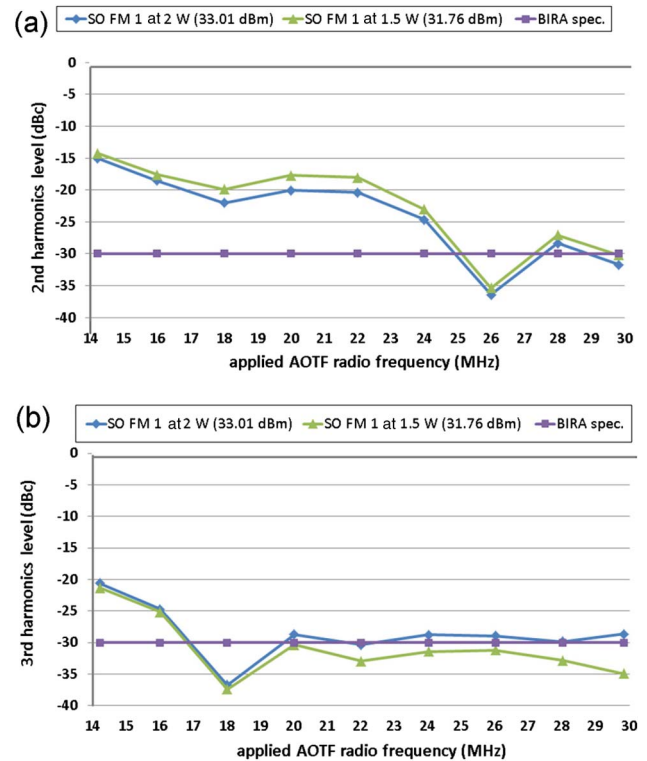 (a)
SO FM 1 at 2 W (33.01 dBm) SO FM 1 at 1.5 W (31.76 dBm) BIRA spec.
0
-5
-10
-15
-20
-25
-30
-35
-40
2nd harmonics level (dBc)
14 15 16 17 18 19 20 21 22 23 24 25 26 27 28 29 30
applied AOTF radio frequency (MHz)
(b)
SO FM 1 at 2 W (33.01 dBm) SO FM 1 at 1.5 W (31.76 dBm) BIRA spec.
0
-5
-10
-15
-20
-25
-30
-35
-40
3rd harmonics level (dBc)
14 15 16 17 18 19 20 21 22 23 24 25 26 27 28 29 30
applied AOTF radio frequency (MHz)